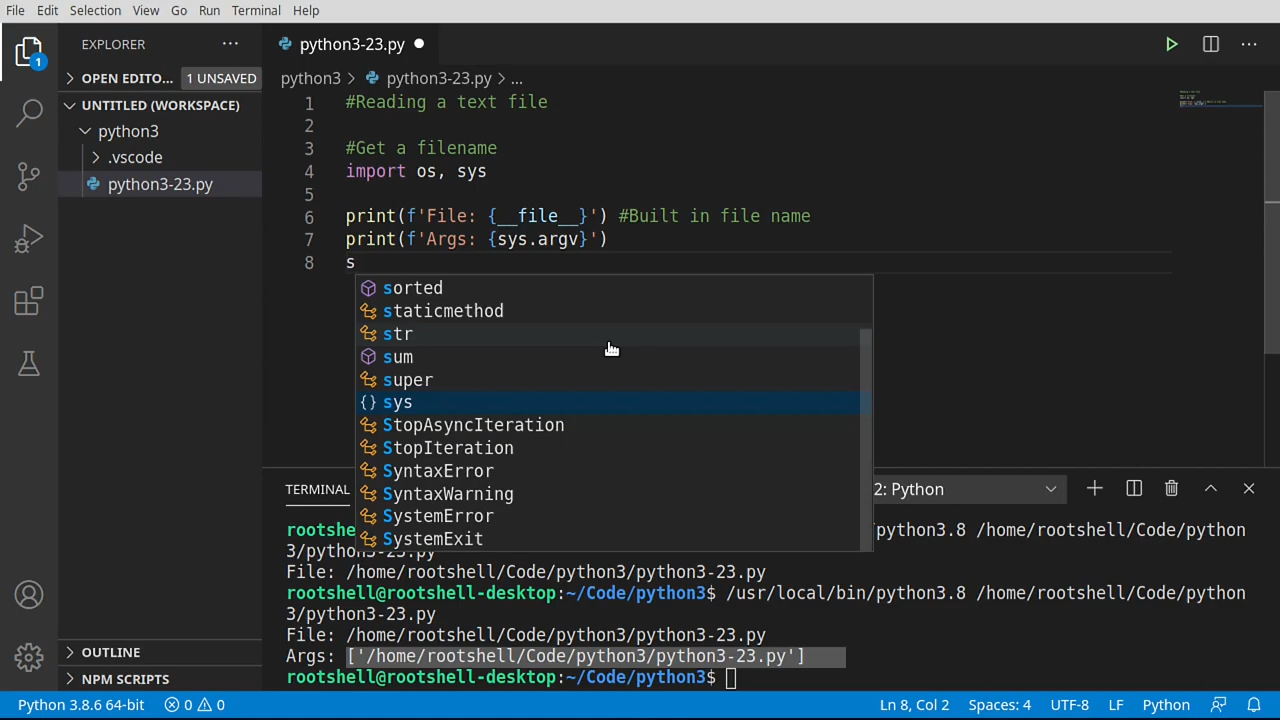 File Edit Selection View Go Run Terminal Help
EXPLORER
python3-23.py
OPEN EDITO... 1 UNSAVED
python3 > python3-23.py > ...
UNTITLED (WORKSPACE)
python3
.vscode
python3-23.py
1 #Reading a text file
2
3 #Get a filename
4 import os, sys
5
6 print(f'File: {__file__}') #Built in file name
7 print(f'Args: {sys.argv}')
8 s
sorted
staticmethod
str
sum
super
{} sys
StopAsyncIteration
StopIteration
SyntaxError
SyntaxWarning
SystemError
SystemExit
1
TERMINAL
2: Python
rootshe /python3.8 /home/rootshell/Code/python
3/python3-23.py
File: /home/rootshell/Code/python3/python3-23.py
rootshell@rootshell-desktop:~/Code/python3$ /usr/local/bin/python3.8 /home/rootshell/Code/python
3/python3-23.py
File: /home/rootshell/Code/python3/python3-23.py
Args: ['/home/rootshell/Code/python3/python3-23.py']
rootshell@rootshell-desktop:~/Code/python3$
OUTLINE
NPM SCRIPTS
Python 3.8.6 64-bit 0 0 Ln 8, Col 2 Spaces: 4 UTF-8 LF Python